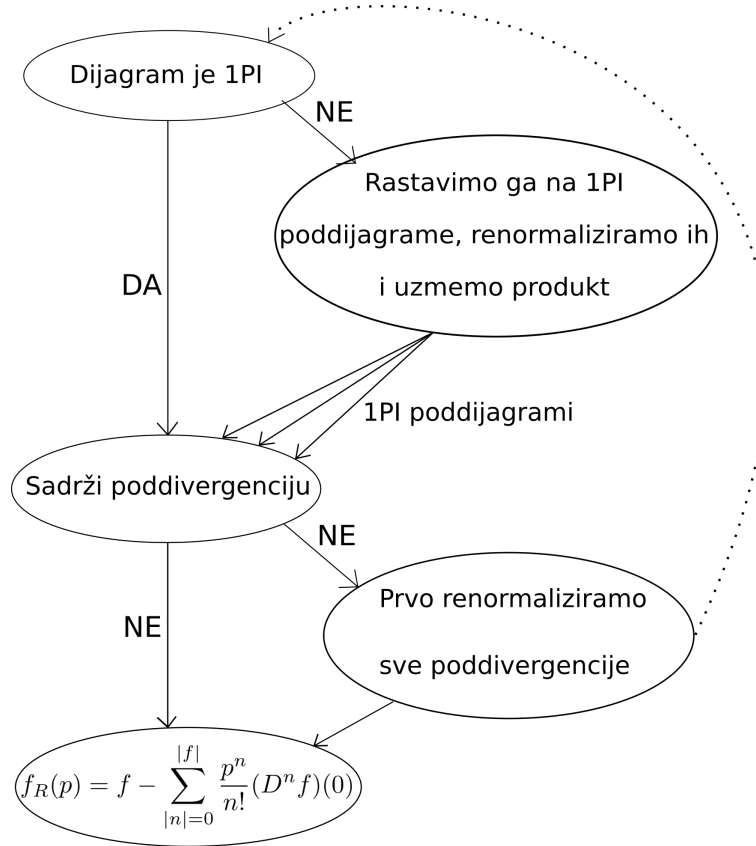 Dijagram je 1PI
NE
Rastavimo ga na 1PI
poddijagrame, renormaliziramo ih
i uzmemo produkt
DA
1PI poddijagrami
Sadrži poddivergenciju
NE
Prvo renormaliziramo
sve poddivergencije
NE
f_R(p) = f - \sum_{|n|=0}^{|f|} \frac{p^n}{n!}(D^n f)(0)